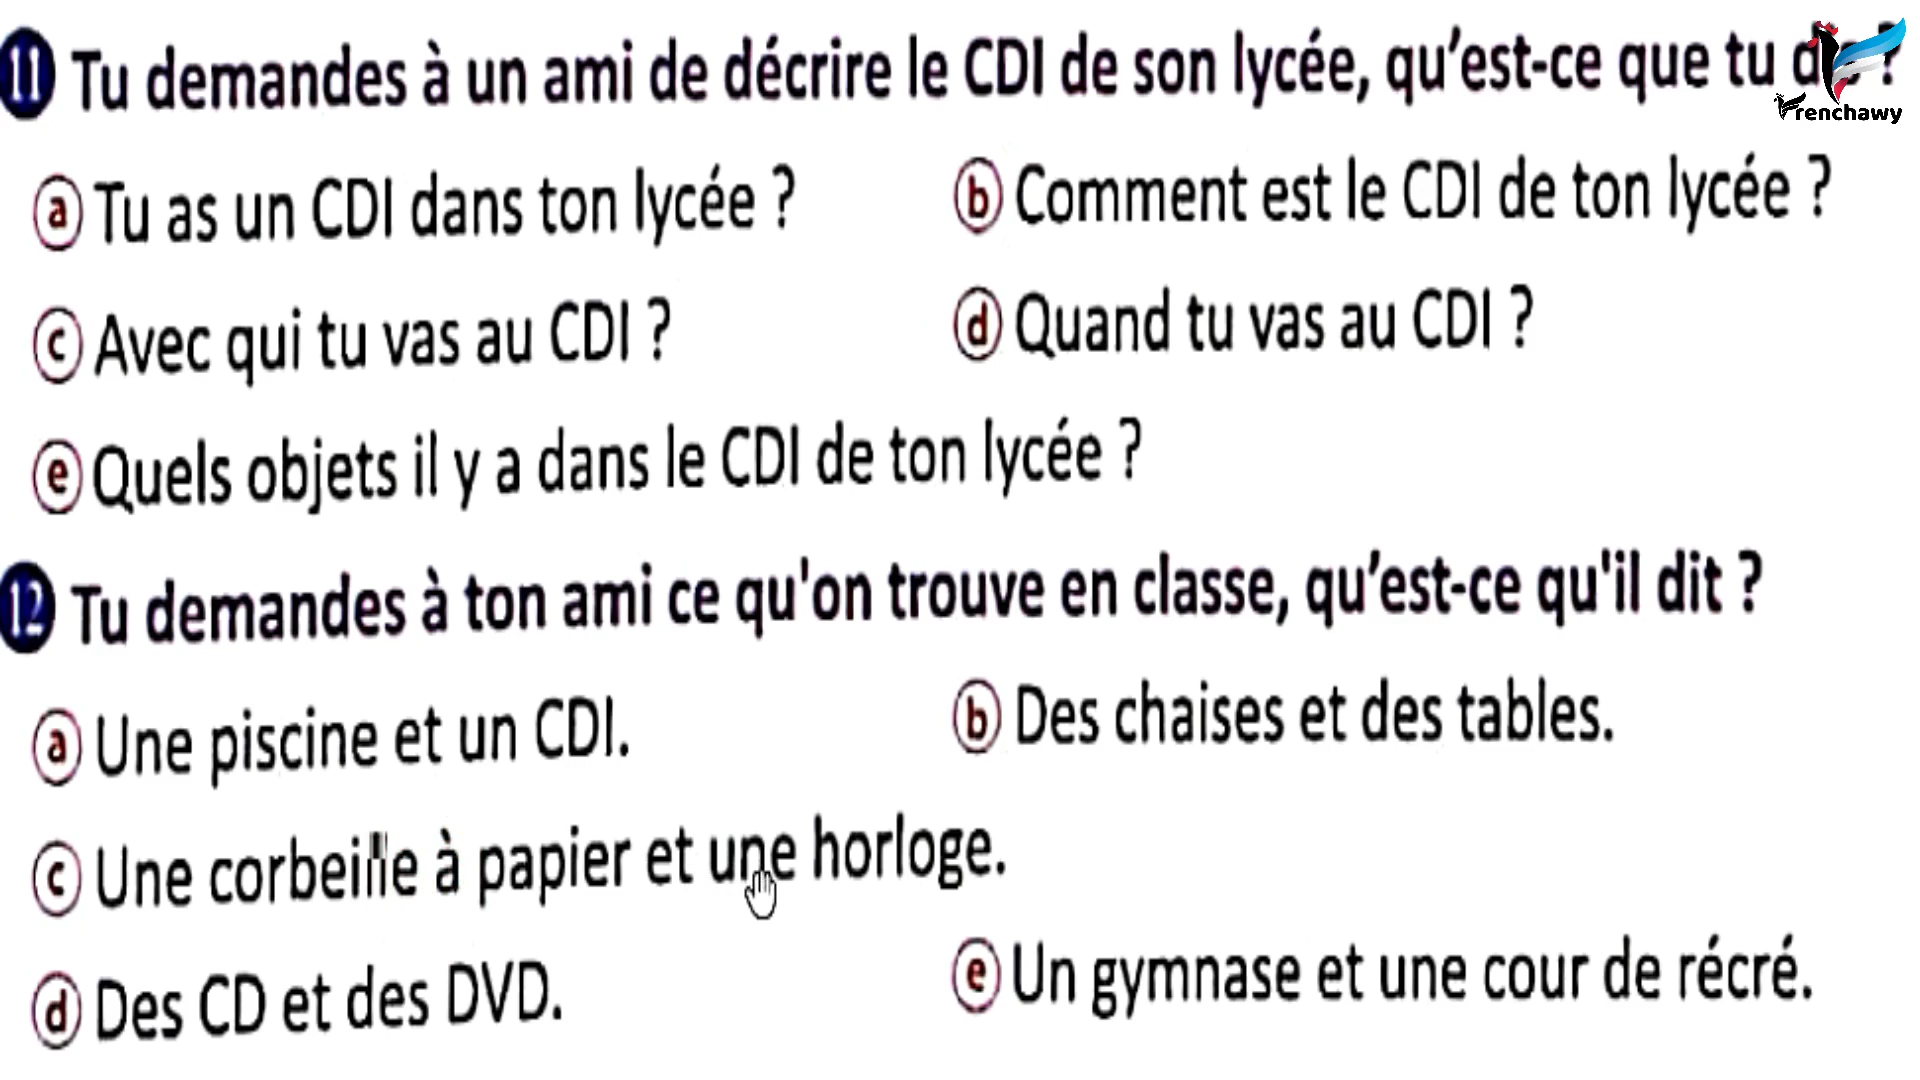 11 Tu demandes à un ami de décrire le CDI de son lycée, qu’est-ce que tu dis ?
renchawy
a Tu as un CDI dans ton lycée ? b Comment est le CDI de ton lycée ?
c Avec qui tu vas au CDI ? d Quand tu vas au CDI ?
e Quels objets il y a dans le CDI de ton lycée ?
12 Tu demandes à ton ami ce qu'on trouve en classe, qu’est-ce qu'il dit ?
a Une piscine et un CDI. b Des chaises et des tables.
c Une corbeille à papier et une horloge.
d Des CD et des DVD. e Un gymnase et une cour de récré.